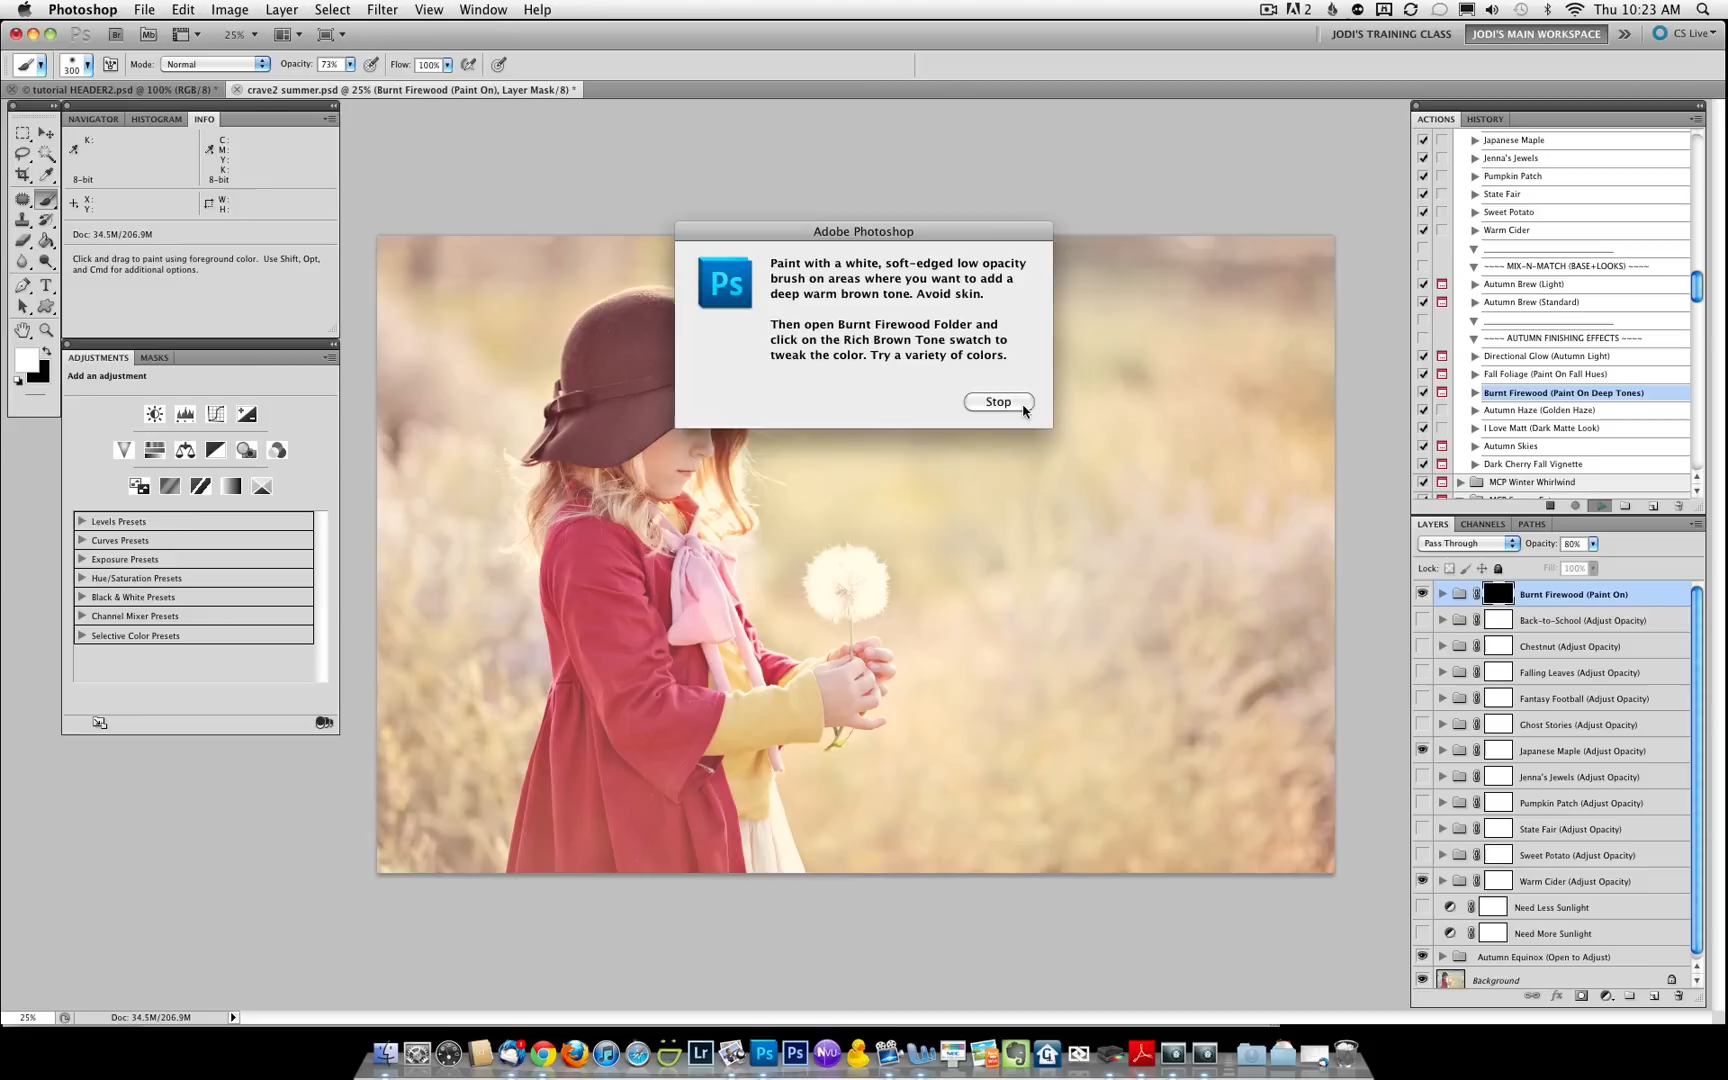 Photoshop File Edit Image Layer Select Filter View Window Help
2 Thu 10:23 AM
Ps Br Mb 25%
JODI'S TRAINING CLASS JODI'S MAIN WORKSPACE CS Live
300 Mode: Normal Opacity: 73% Flow: 100%
© tutorial HEADER2.psd @ 100% (RGB/8) * crave2 summer.psd @ 25% (Burnt Firewood (Paint On), Layer Mask/8) *
NAVIGATOR HISTOGRAM INFO
K: C:
M:
Y:
K:
8-bit 8-bit
X: W:
Y: H:
Doc: 34.5M/206.9M
Click and drag to paint using foreground color. Use Shift, Opt,
and Cmd for additional options.
ADJUSTMENTS MASKS
Add an adjustment
Levels Presets
Curves Presets
Exposure Presets
Hue/Saturation Presets
Black & White Presets
Channel Mixer Presets
Selective Color Presets
Adobe Photoshop
Ps
Paint with a white, soft-edged low opacity
brush on areas where you want to add a
deep warm brown tone. Avoid skin.
Then open Burnt Firewood Folder and
click on the Rich Brown Tone swatch to
tweak the color. Try a variety of colors.
Stop
ACTIONS HISTORY
Japanese Maple
Jenna's Jewels
Pumpkin Patch
State Fair
Sweet Potato
Warm Cider
~~~~ MIX-N-MATCH (BASE+LOOKS) ~~~~
Autumn Brew (Light)
Autumn Brew (Standard)
~~~~ AUTUMN FINISHING EFFECTS ~~~~
Directional Glow (Autumn Light)
Fall Foliage (Paint On Fall Hues)
Burnt Firewood (Paint On Deep Tones)
Autumn Haze (Golden Haze)
I Love Matt (Dark Matte Look)
Autumn Skies
Dark Cherry Fall Vignette
MCP Winter Whirlwind
LAYERS CHANNELS PATHS
Pass Through Opacity: 80%
Lock: Fill: 100%
Burnt Firewood (Paint On)
Back-to-School (Adjust Opacity)
Chestnut (Adjust Opacity)
Falling Leaves (Adjust Opacity)
Fantasy Football (Adjust Opacity)
Ghost Stories (Adjust Opacity)
Japanese Maple (Adjust Opacity)
Jenna's Jewels (Adjust Opacity)
Pumpkin Patch (Adjust Opacity)
State Fair (Adjust Opacity)
Sweet Potato (Adjust Opacity)
Warm Cider (Adjust Opacity)
Need Less Sunlight
Need More Sunlight
Autumn Equinox (Open to Adjust)
Background
fx
25% Doc: 34.5M/206.9M
Lr Ps Ps NVU